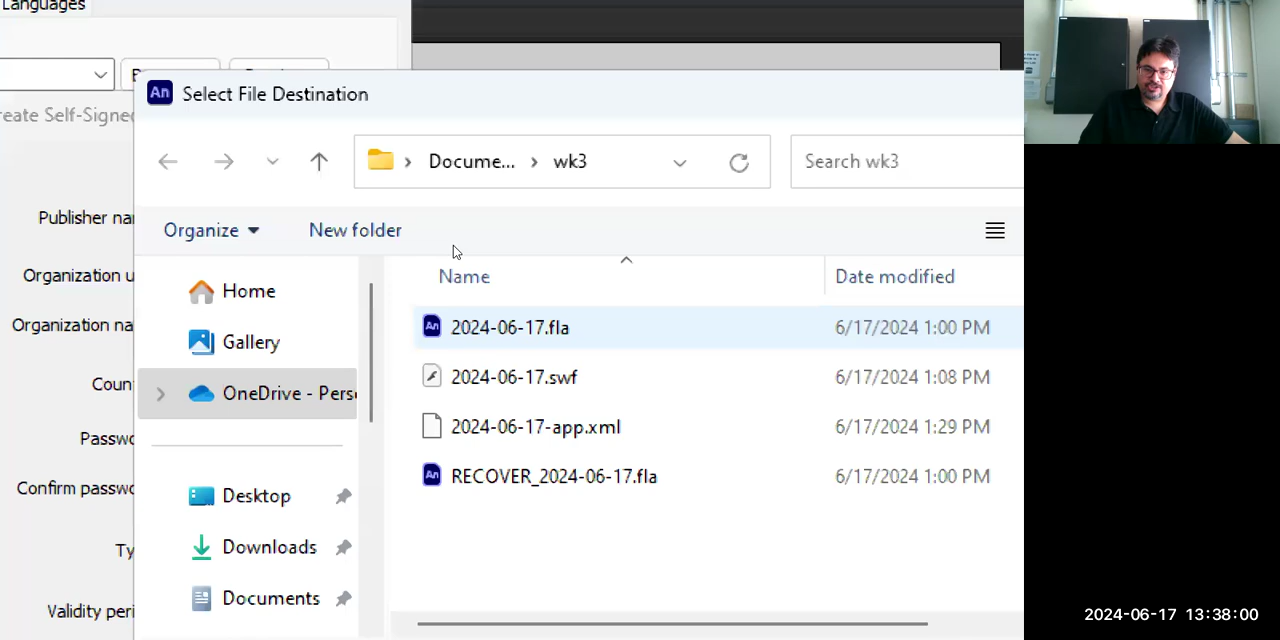 Languages
Create Self-Signed
An Select File Destination
Docume... > wk3
Search wk3
Organize
New folder
Publisher na
Organization u
Organization na
Coun
Passwo
Confirm passwo
Ty
Validity peri
Home
Gallery
OneDrive - Perso
Desktop
Downloads
Documents
Name
Date modified
An 2024-06-17.fla 6/17/2024 1:00 PM
2024-06-17.swf 6/17/2024 1:08 PM
2024-06-17-app.xml 6/17/2024 1:29 PM
An RECOVER_2024-06-17.fla 6/17/2024 1:00 PM
2024-06-17 13:38:00